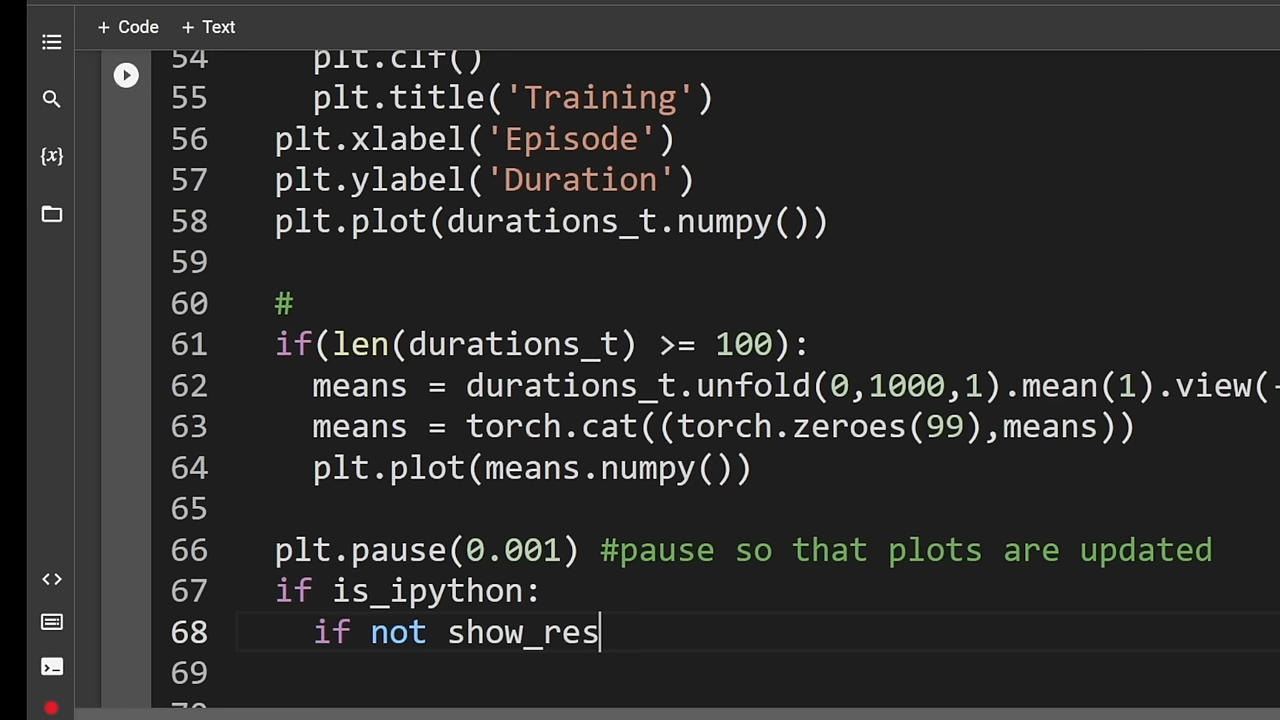 + Code + Text
54 plt.clf()
55 plt.title('Training')
56 plt.xlabel('Episode')
57 plt.ylabel('Duration')
58 plt.plot(durations_t.numpy())
59
60 #
61 if(len(durations_t) >= 100):
62 means = durations_t.unfold(0,1000,1).mean(1).view(-
63 means = torch.cat((torch.zeroes(99),means))
64 plt.plot(means.numpy())
65
66 plt.pause(0.001) #pause so that plots are updated
67 if is_ipython:
68 if not show_res
69